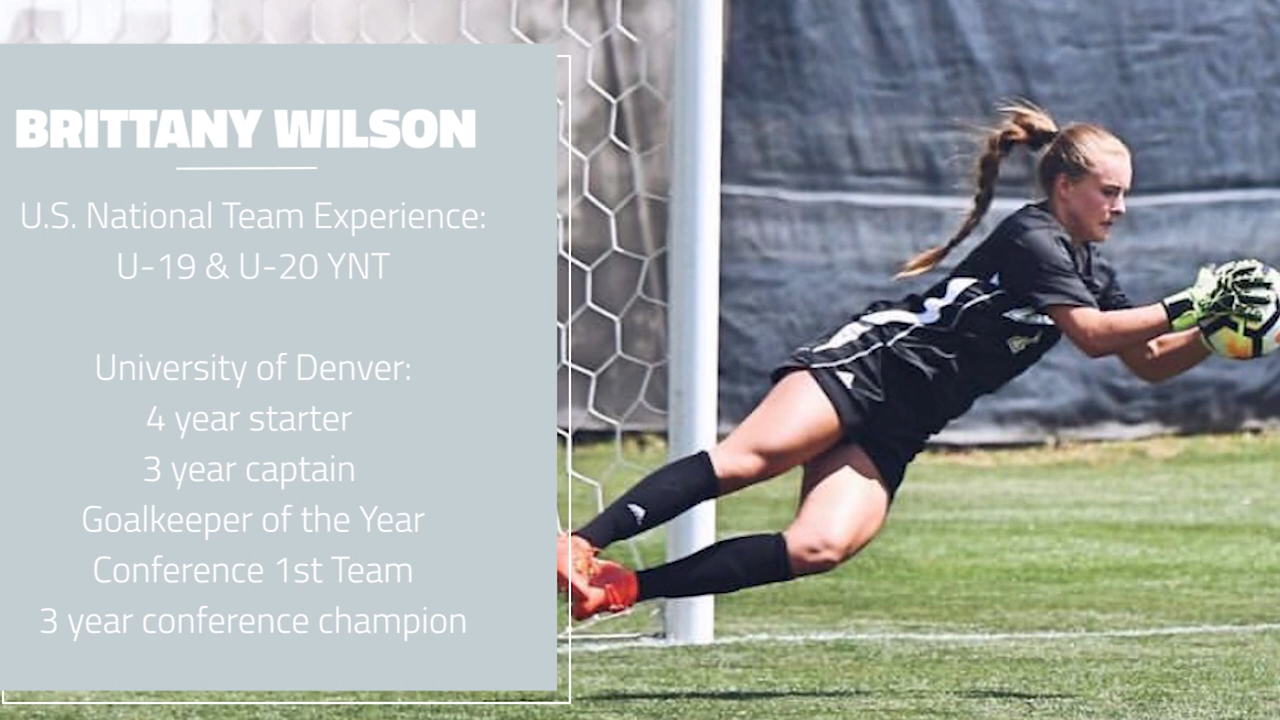 BRITTANY WILSON
U.S. National Team Experience:
U-19 & U-20 YNT
University of Denver:
4 year starter
3 year captain
Goalkeeper of the Year
Conference 1st Team
3 year conference champion